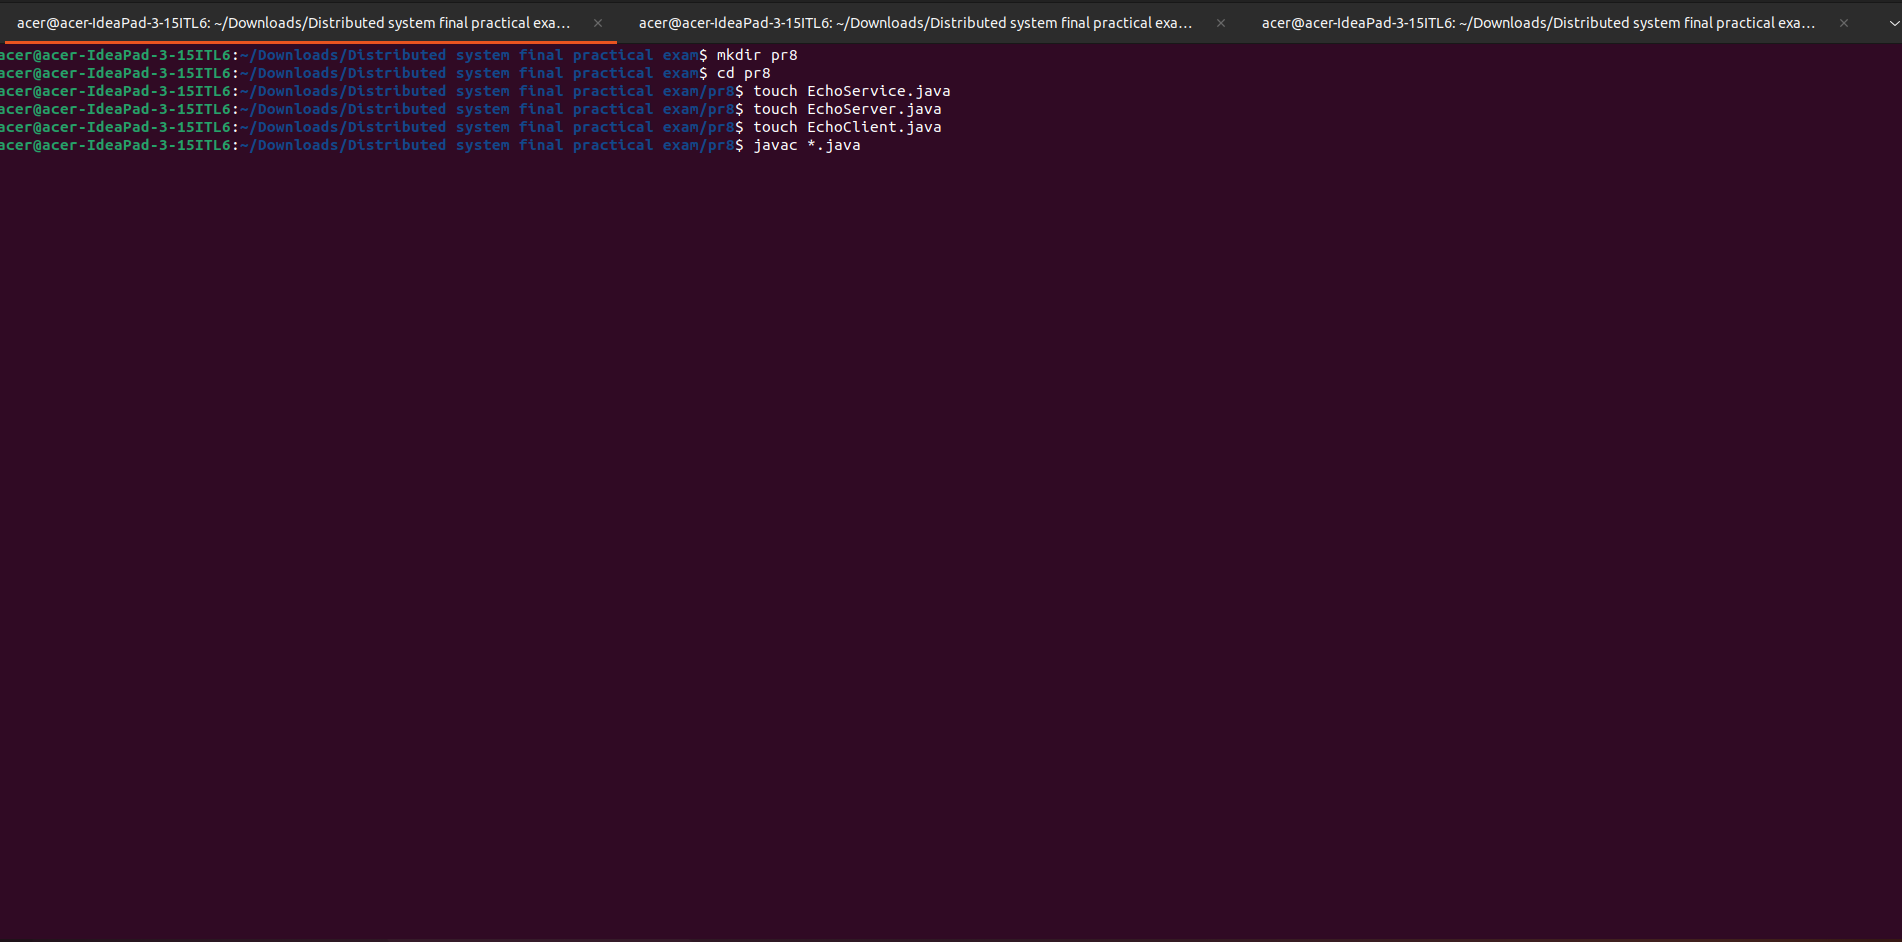 acer@acer-IdeaPad-3-15ITL6: ~/Downloads/Distributed system final practical exa... × acer@acer-IdeaPad-3-15ITL6: ~/Downloads/Distributed system final practical exa... × acer@acer-IdeaPad-3-15ITL6: ~/Downloads/Distributed system final practical exa... ×
acer@acer-IdeaPad-3-15ITL6:~/Downloads/Distributed system final practical exam$ mkdir pr8
acer@acer-IdeaPad-3-15ITL6:~/Downloads/Distributed system final practical exam$ cd pr8
acer@acer-IdeaPad-3-15ITL6:~/Downloads/Distributed system final practical exam/pr8$ touch EchoService.java
acer@acer-IdeaPad-3-15ITL6:~/Downloads/Distributed system final practical exam/pr8$ touch EchoServer.java
acer@acer-IdeaPad-3-15ITL6:~/Downloads/Distributed system final practical exam/pr8$ touch EchoClient.java
acer@acer-IdeaPad-3-15ITL6:~/Downloads/Distributed system final practical exam/pr8$ javac *.java